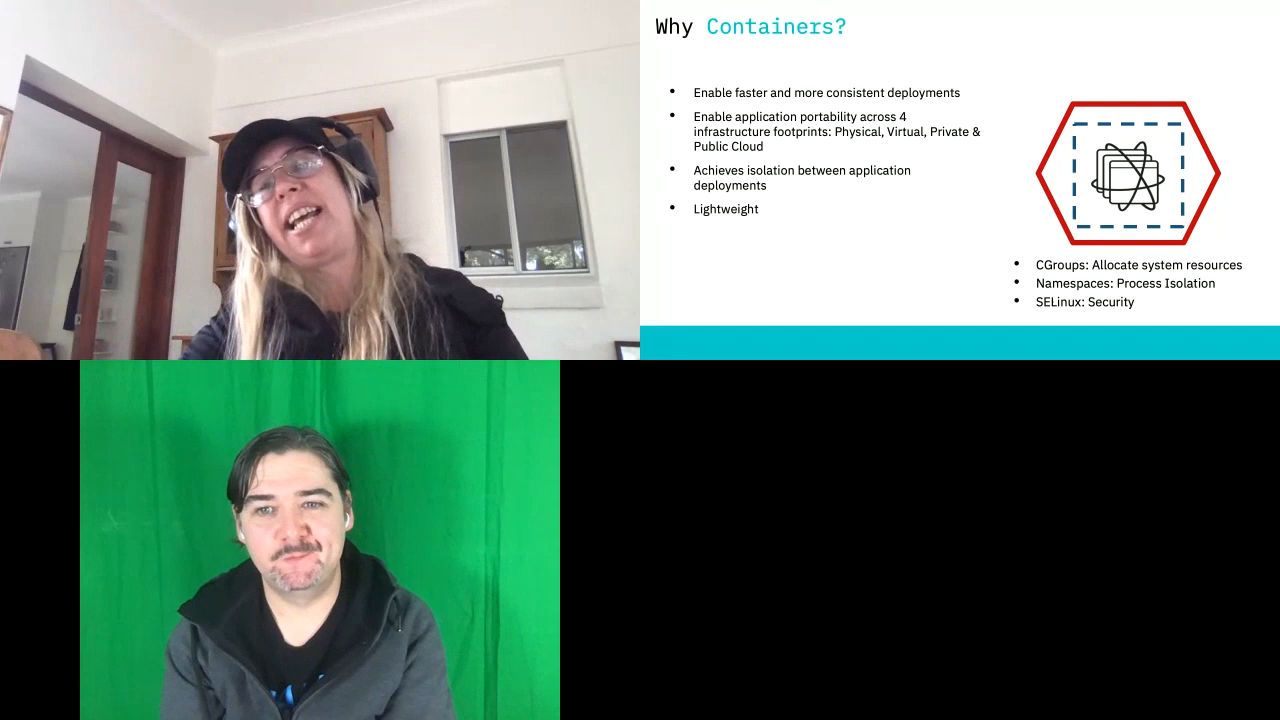 Why Containers?
Enable faster and more consistent deployments
Enable application portability across 4
infrastructure footprints: Physical, Virtual, Private &
Public Cloud
Achieves isolation between application
deployments
Lightweight
CGroups: Allocate system resources
Namespaces: Process Isolation
SELinux: Security